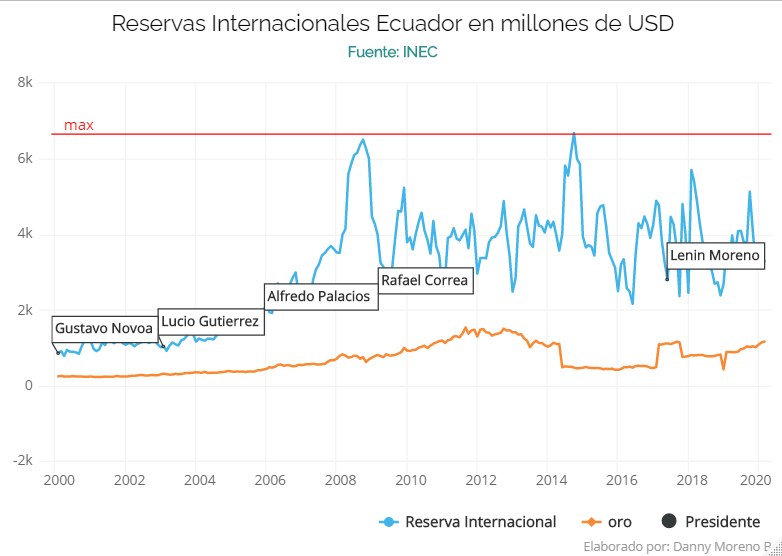 Reservas Internacionales Ecuador en millones de USD
Fuente: INEC
8k
max
6k
4k
Lenin Moreno
Rafael Correa
Alfredo Palacios
2k
Lucio Gutierrez
Gustavo Novoa
0
-2k
2000 2002 2004 2006 2008 2010 2012 2014 2016 2018 2020
Reserva Internacional oro Presidente
Elaborado por: Danny Moreno